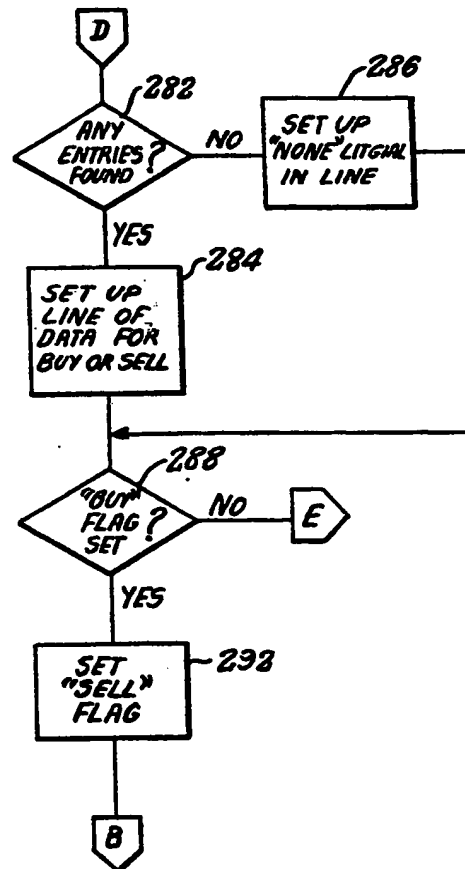 D
282
ANY
ENTRIES ?
FOUND
NO
286
SET UP
"NONE" LITGIAL
IN LINE
YES
284
SET UP
LINE OF
DATA FOR
BUY OR SELL
288
"BUY"
FLAG ?
SET
NO
E
YES
292
SET
"SELL"
FLAG
B